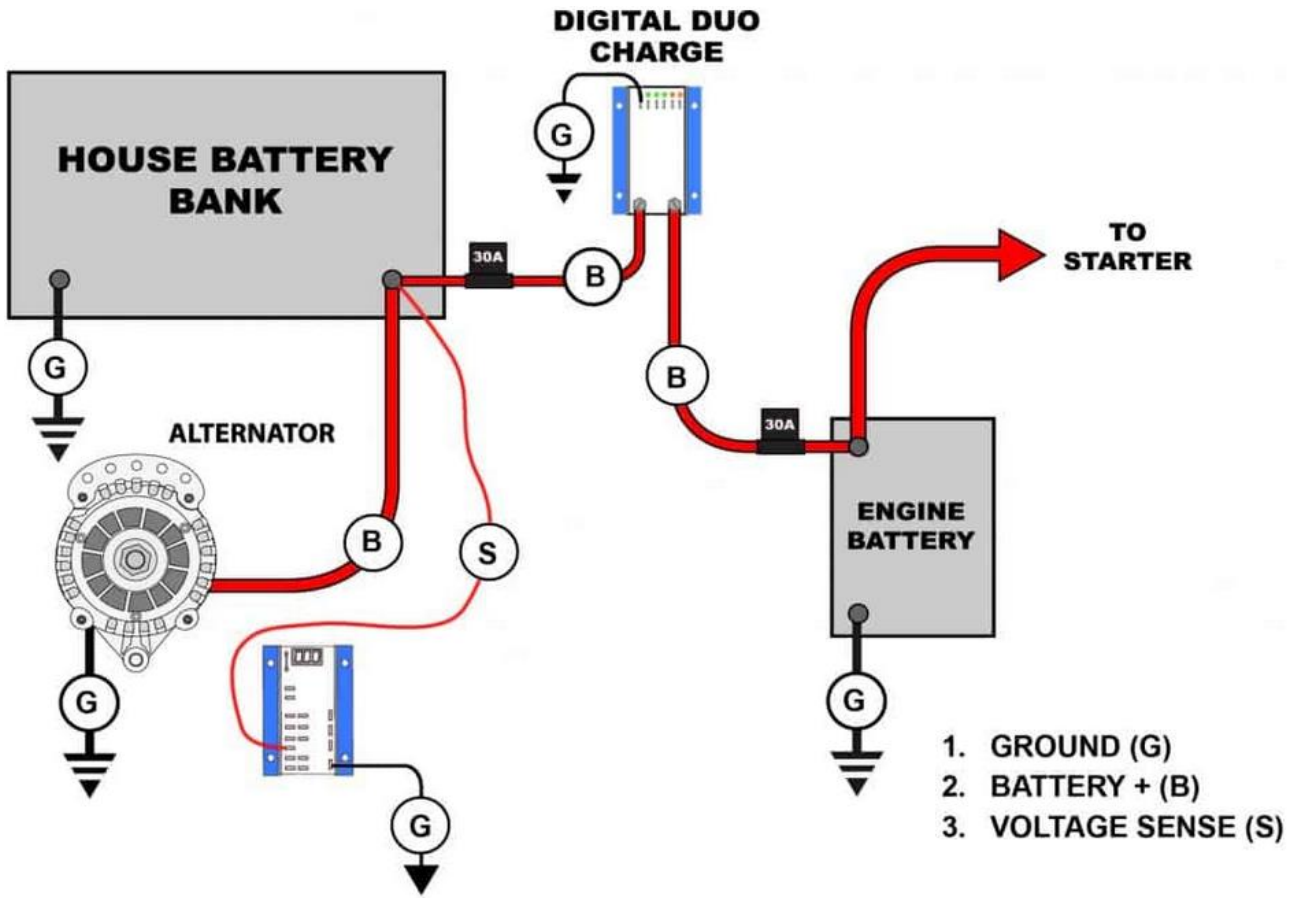 DIGITAL DUO
CHARGE
HOUSE BATTERY
BANK
G
30A
B
TO
STARTER
G
B
30A
ALTERNATOR
ENGINE
BATTERY
B
S
G
G
G
1. GROUND (G)
2. BATTERY + (B)
3. VOLTAGE SENSE (S)